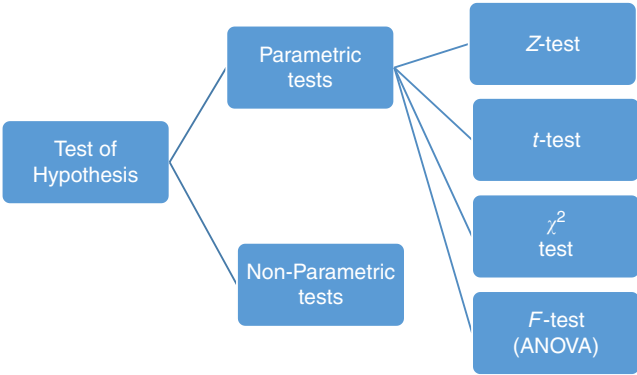 Test of
Hypothesis
Parametric
tests
Non-Parametric
tests
Z-test
t-test
χ²
test
F-test
(ANOVA)